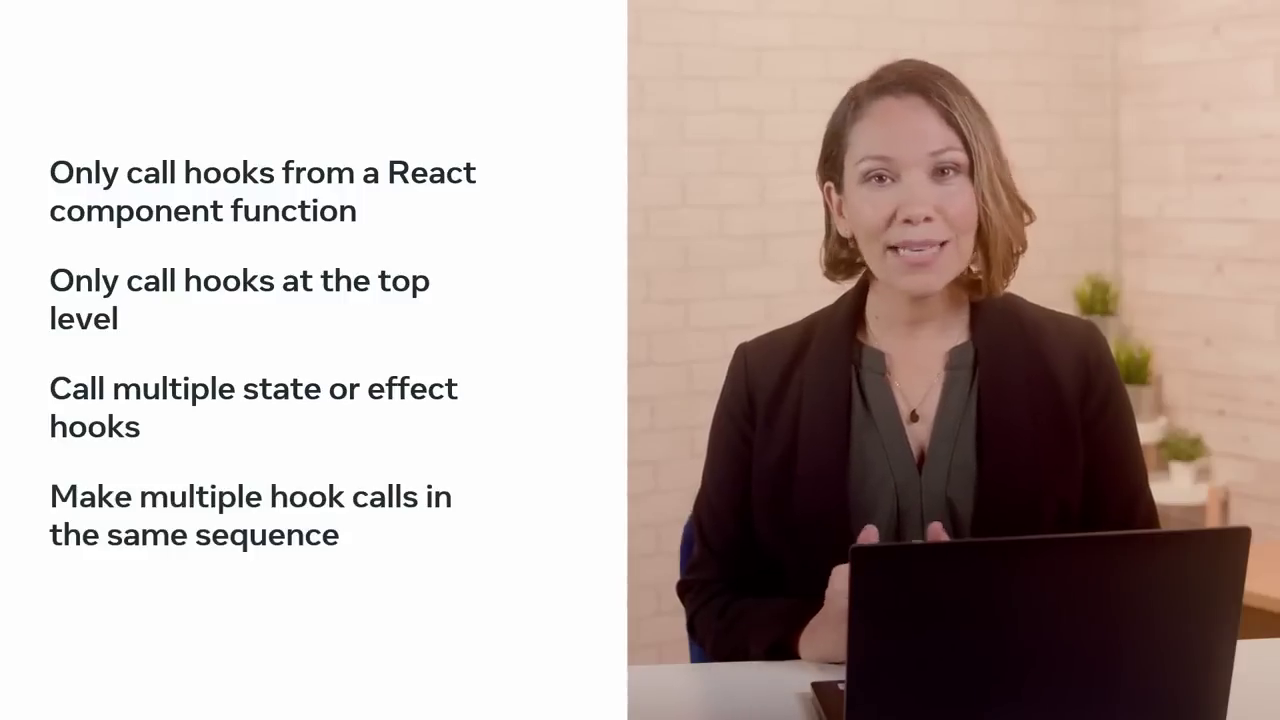 Only call hooks from a React
component function
Only call hooks at the top
level
Call multiple state or effect
hooks
Make multiple hook calls in
the same sequence